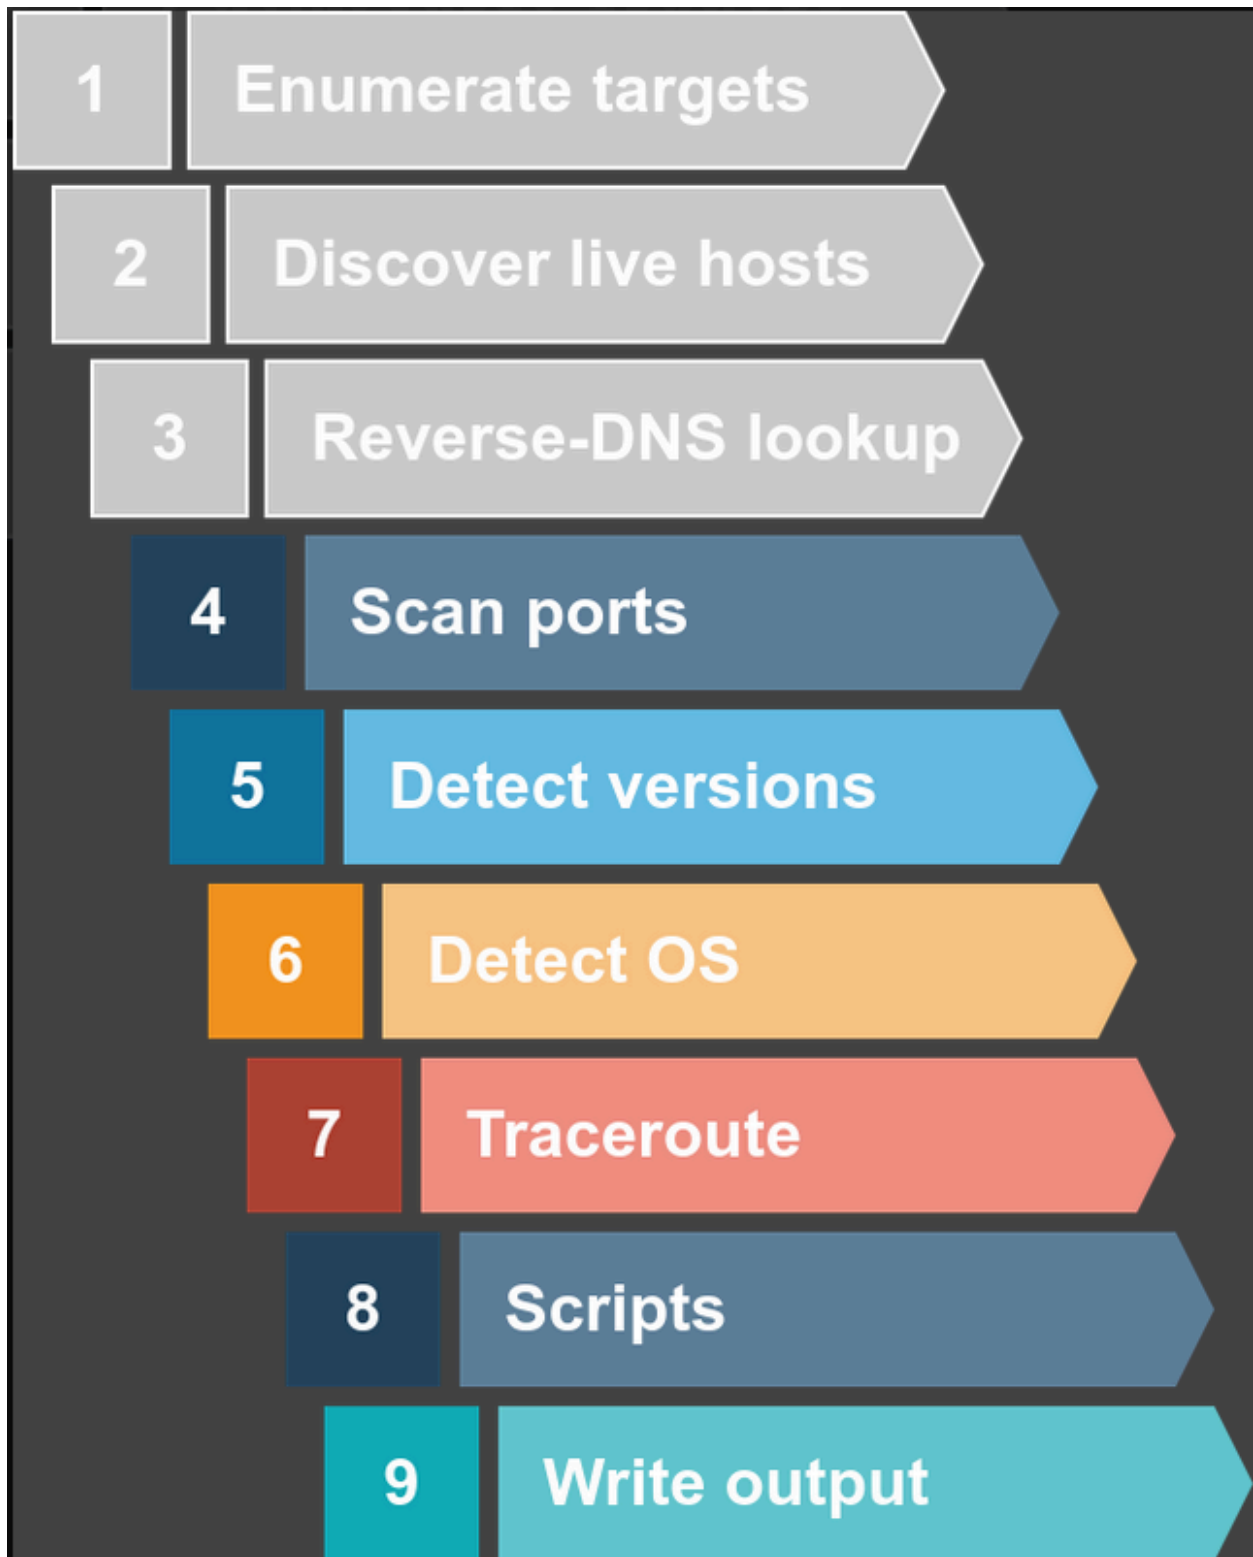 1 Enumerate targets
2 Discover live hosts
3 Reverse-DNS lookup
4 Scan ports
5 Detect versions
6 Detect OS
7 Traceroute
8 Scripts
9 Write output